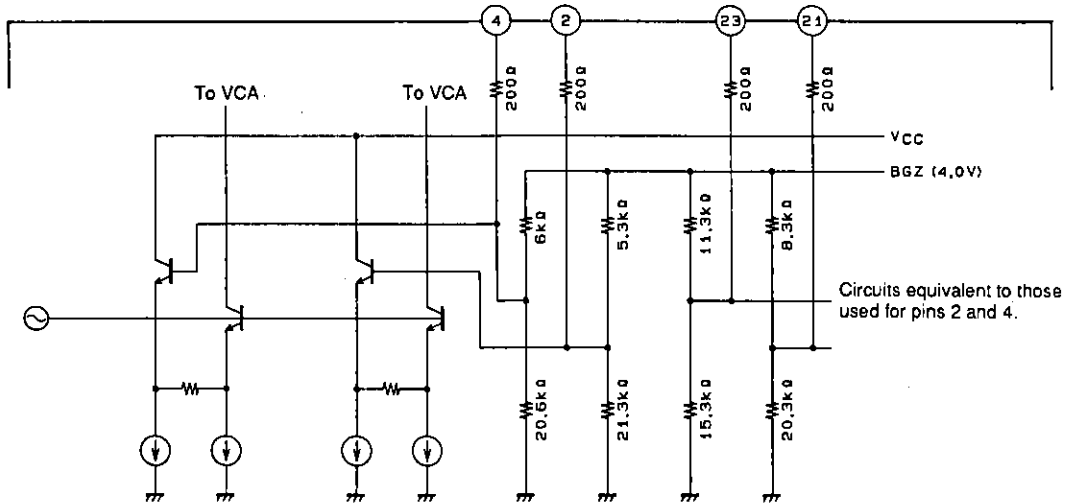 4 2 23 21
200Ω 200Ω 200Ω 200Ω
To VCA
To VCA
VCC
BGZ (4.0V)
6kΩ 5.3kΩ 11.3kΩ 8.3kΩ
Circuits equivalent to those
used for pins 2 and 4.
20.6kΩ 21.3kΩ 15.3kΩ 20.3kΩ